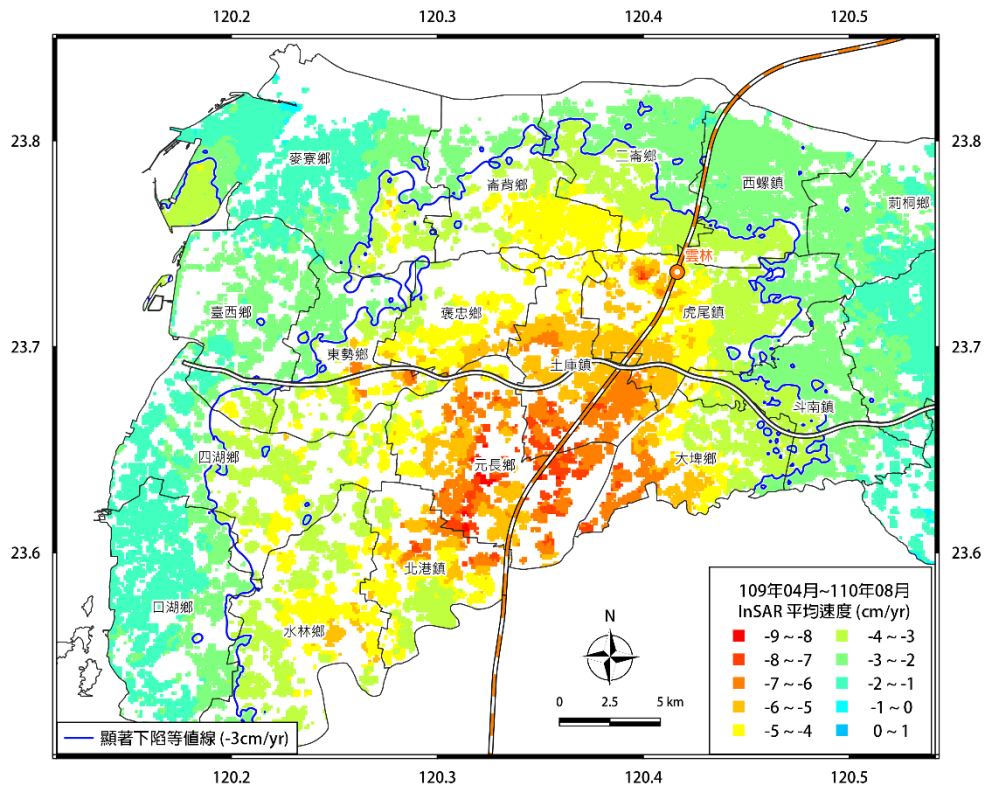 120.2 120.3 120.4 120.5
23.8 23.8
麥寮鄉
二崙鄉
崙背鄉
西螺鎮
莿桐鄉
雲林
臺西鄉
褒忠鄉
虎尾鎮
23.7 23.7
東勢鄉
土庫鎮
斗南鎮
四湖鄉
元長鄉
大埤鄉
23.6 23.6
北港鎮
口湖鄉
水林鄉
N
0 2.5 5 km
109年04月~110年08月
InSAR 平均速度 (cm/yr)
-9～-8 -4～-3
-8～-7 -3～-2
-7～-6 -2～-1
-6～-5 -1～0
-5～-4 0～1
顯著下陷等值線 (-3cm/yr)
120.2 120.3 120.4 120.5